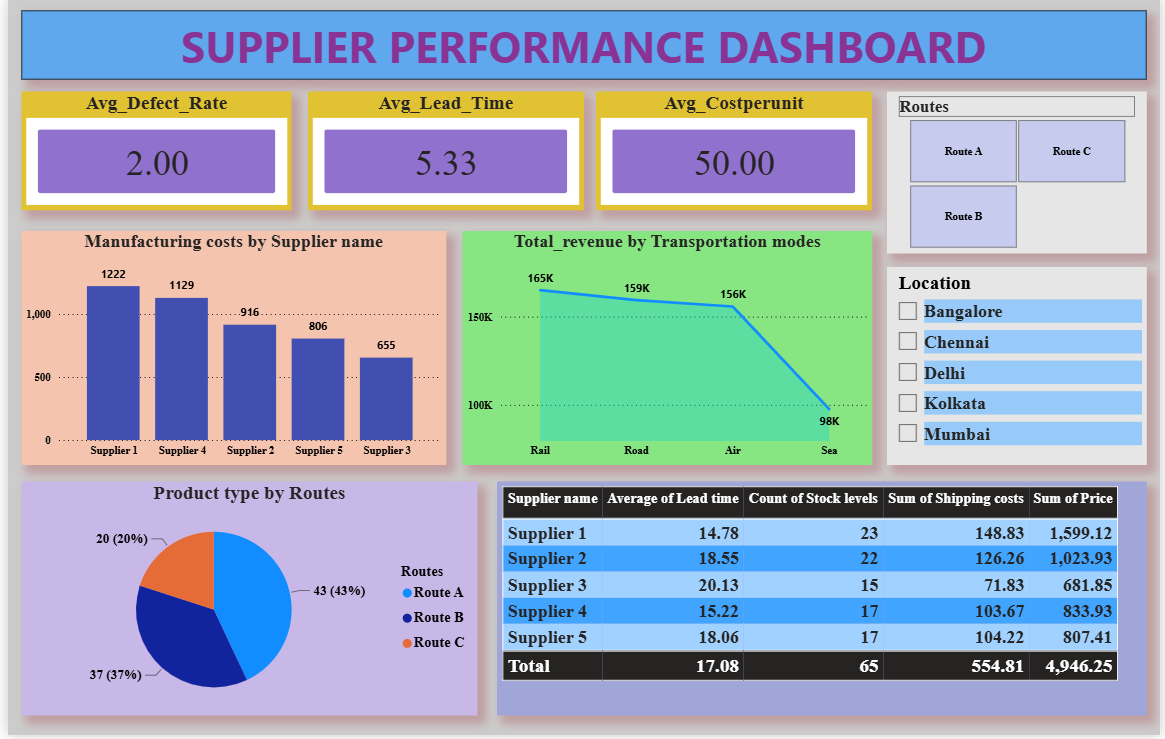 SUPPLIER PERFORMANCE DASHBOARD
Avg_Defect_Rate
2.00
Avg_Lead_Time
5.33
Avg_Costperunit
50.00
Routes
Route A
Route C
Route B
Manufacturing costs by Supplier name
1222
1129
916
806
655
1,000
500
0
Supplier 1 Supplier 4 Supplier 2 Supplier 5 Supplier 3
Total_revenue by Transportation modes
165K
159K
156K
98K
150K
100K
Rail Road Air Sea
Location
Bangalore
Chennai
Delhi
Kolkata
Mumbai
Product type by Routes
20 (20%)
43 (43%)
37 (37%)
Routes
Route A
Route B
Route C
Supplier name Average of Lead time Count of Stock levels Sum of Shipping costs Sum of Price
Supplier 1 14.78 23 148.83 1,599.12
Supplier 2 18.55 22 126.26 1,023.93
Supplier 3 20.13 15 71.83 681.85
Supplier 4 15.22 17 103.67 833.93
Supplier 5 18.06 17 104.22 807.41
Total 17.08 65 554.81 4,946.25